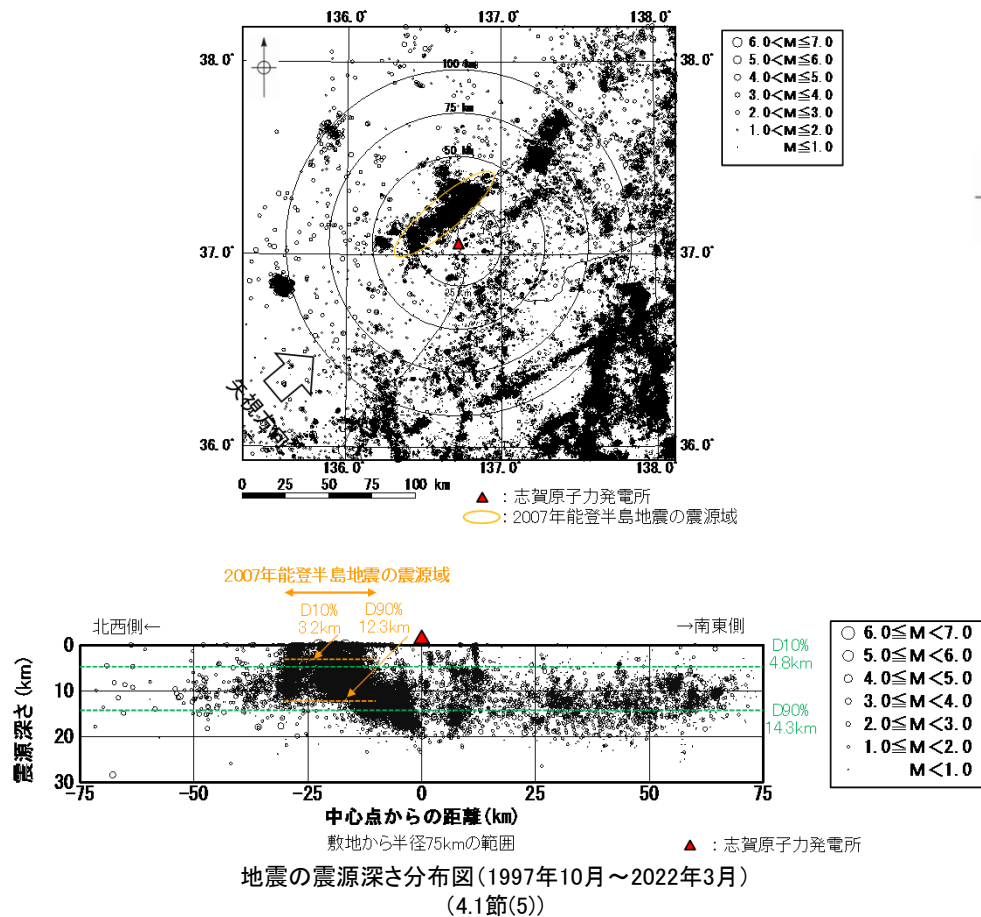 136.0° 137.0° 138.0°
38.0° 38.0°
100 km
75 km
50 km
25 km
37.0° 37.0°
矢視方向
36.0° 36.0°
136.0° 137.0° 138.0°
6.0<M≦7.0
5.0<M≦6.0
4.0<M≦5.0
3.0<M≦4.0
2.0<M≦3.0
1.0<M≦2.0
M≦1.0
0 25 50 75 100 km
▲ : 志賀原子力発電所
: 2007年能登半島地震の震源域
2007年能登半島地震の震源域
D10% D90%
3.2km 12.3km
北西側← →南東側
D10%
4.8km
D90%
14.3km
震源深さ(km)
0
10
20
30
-75 -50 -25 0 25 50 75
中心点からの距離(km)
6.0≦M<7.0
5.0≦M<6.0
4.0≦M<5.0
3.0≦M<4.0
2.0≦M<3.0
1.0≦M<2.0
M<1.0
敷地から半径75kmの範囲
▲ : 志賀原子力発電所
地震の震源深さ分布図(1997年10月～2022年3月)
(4.1節(5))